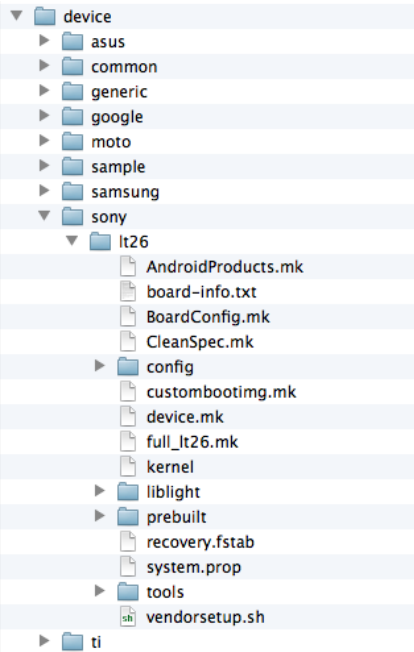 device
asus
common
generic
google
moto
sample
samsung
sony
lt26
AndroidProducts.mk
board-info.txt
BoardConfig.mk
CleanSpec.mk
config
custombootimg.mk
device.mk
full_lt26.mk
kernel
liblight
prebuilt
recovery.fstab
system.prop
tools
sh vendorsetup.sh
ti